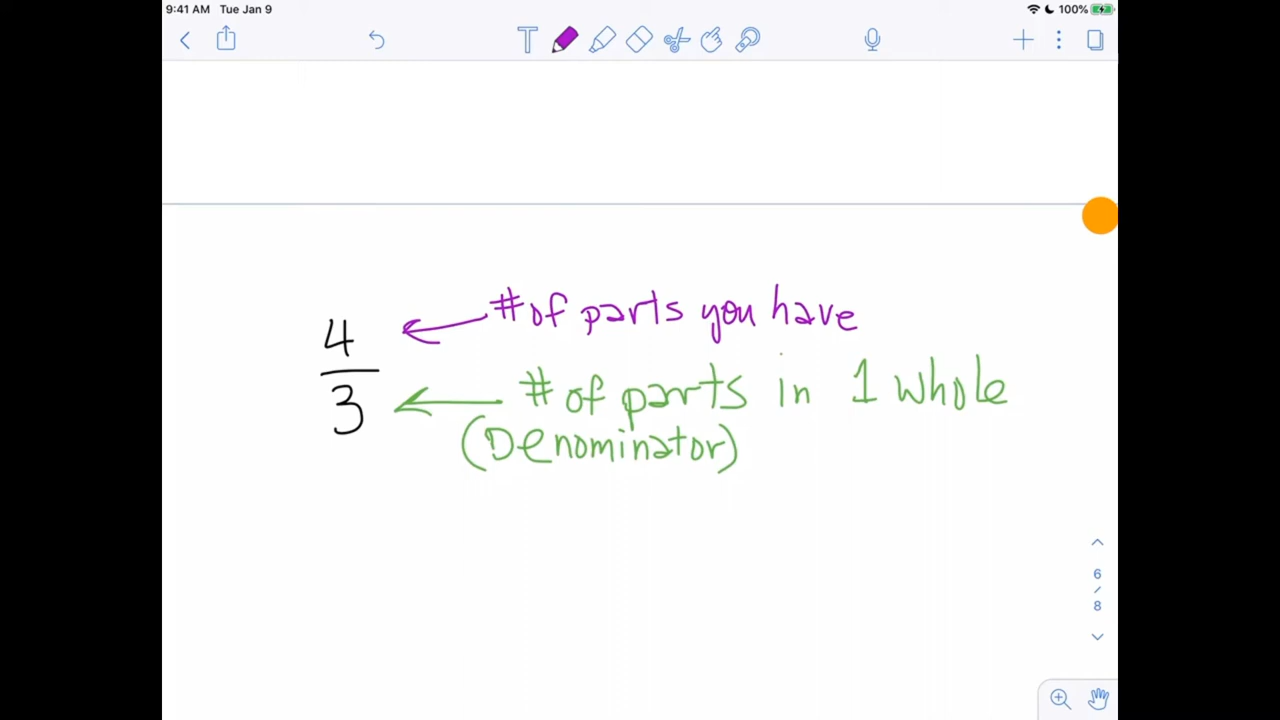 9:41 AM Tue Jan 9
100%
T
4
3
# of parts you have
# of parts in 1 whole
(Denominator)
6
/
8